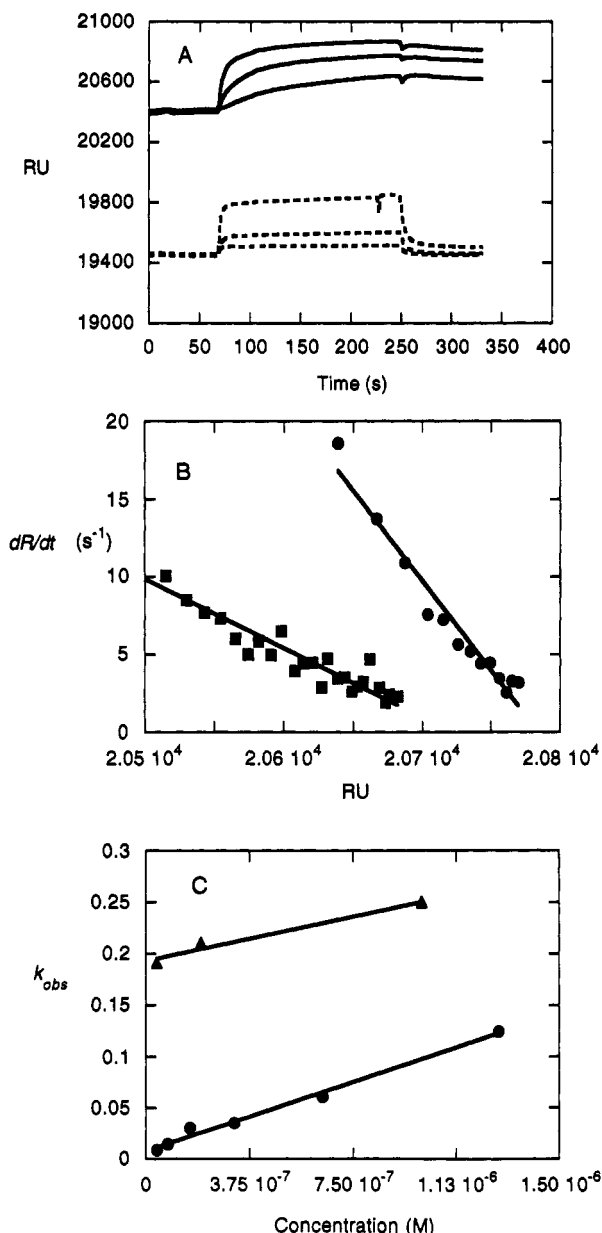 A
21000
20600
20200
RU
19800
19400
19000
0 50 100 150 200 250 300 350 400
Time (s)
B
20
15
dR/dt (s⁻¹)
10
5
0
2.05 10⁴ 2.06 10⁴ 2.07 10⁴ 2.08 10⁴
RU
C
0.3
0.25
0.2
k_obs
0.15
0.1
0.05
0
0 3.75 10⁻⁷ 7.50 10⁻⁷ 1.13 10⁻⁶ 1.50 10⁻⁶
Concentration (M)